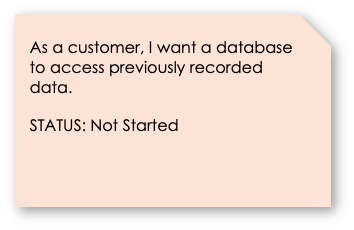 As a customer, I want a database
to access previously recorded
data.
STATUS: Not Started